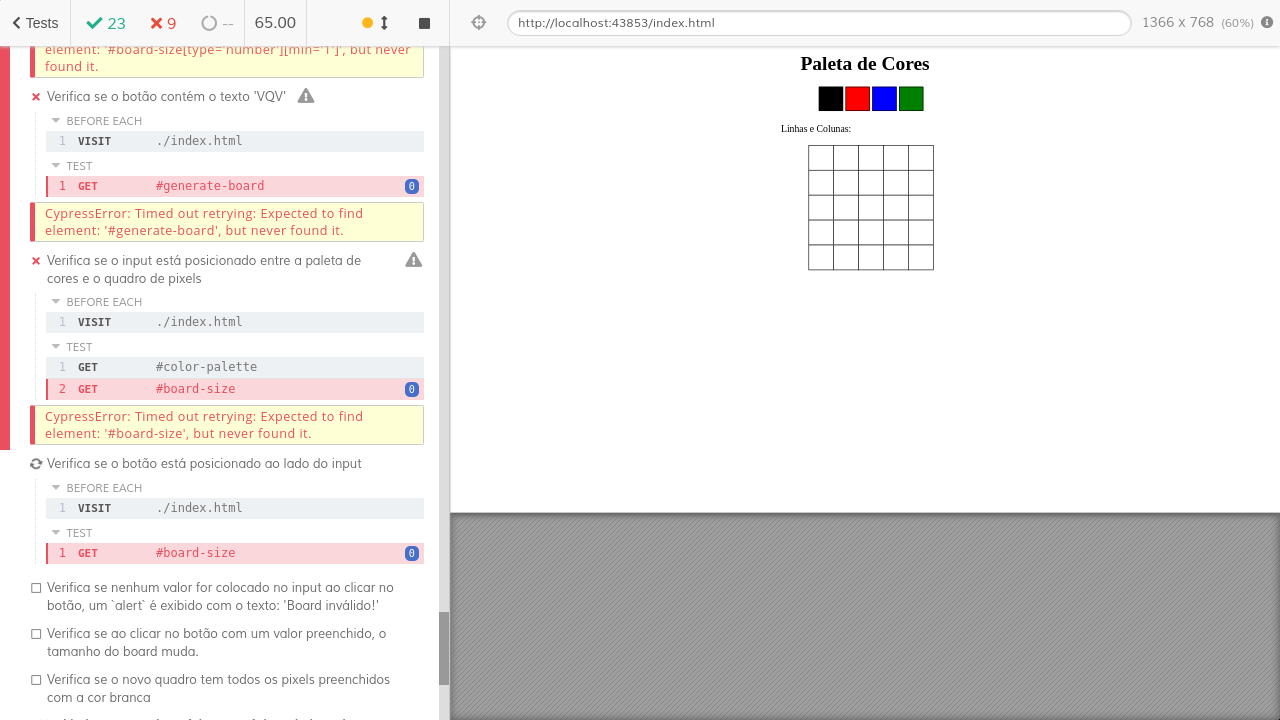 Tests
23
9
--
65.00
http://localhost:43853/index.html
1366 x 768 (60%)
element: '#board-size[type='number'][min='1']', but never
found it.
Verifica se o botão contém o texto 'VQV'
BEFORE EACH
1 VISIT ./index.html
TEST
1 GET #generate-board 0
CypressError: Timed out retrying: Expected to find
element: '#generate-board', but never found it.
Verifica se o input está posicionado entre a paleta de
cores e o quadro de pixels
BEFORE EACH
1 VISIT ./index.html
TEST
1 GET #color-palette
2 GET #board-size 0
CypressError: Timed out retrying: Expected to find
element: '#board-size', but never found it.
Verifica se o botão está posicionado ao lado do input
BEFORE EACH
1 VISIT ./index.html
TEST
1 GET #board-size 0
Verifica se nenhum valor for colocado no input ao clicar no
botão, um `alert` é exibido com o texto: 'Board inválido!'
Verifica se ao clicar no botão com um valor preenchido, o
tamanho do board muda.
Verifica se o novo quadro tem todos os pixels preenchidos
com a cor branca
Paleta de Cores
Linhas e Colunas: